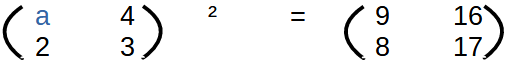 ( a 4 ) ² = ( 9 16 )
( 2 3 ) ( 8 17 )